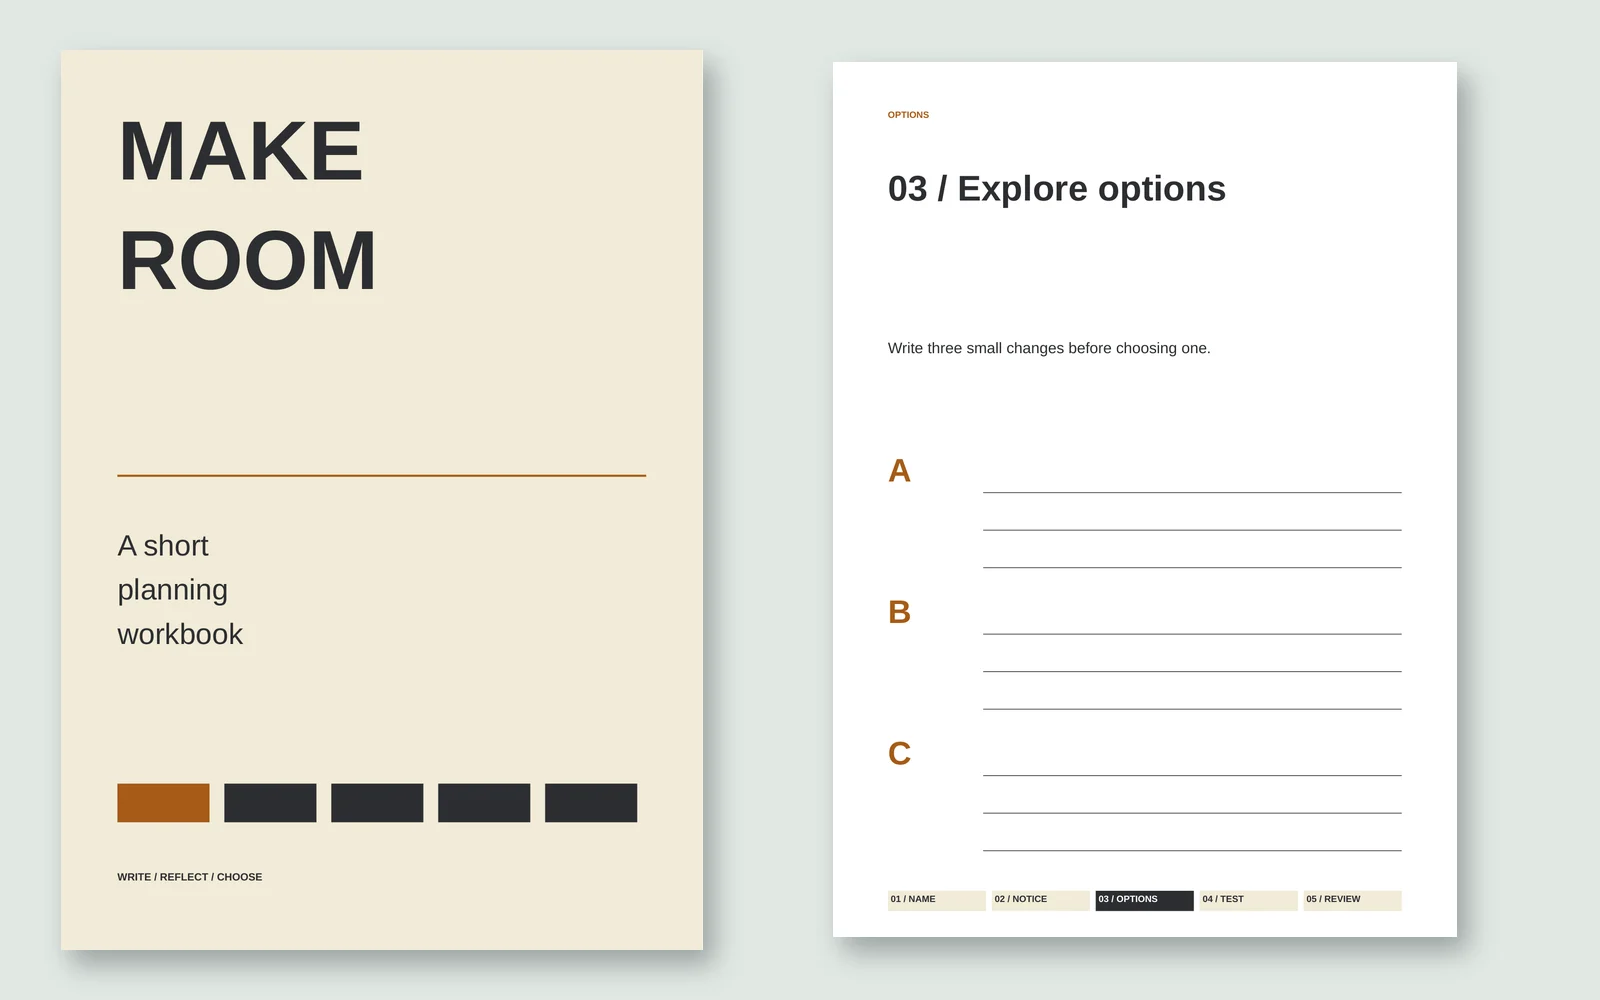 MAKE
ROOM
A short
planning
workbook
WRITE / REFLECT / CHOOSE
OPTIONS
03 / Explore options
Write three small changes before choosing one.
A
B
C
01 / NAME
02 / NOTICE
03 / OPTIONS
04 / TEST
05 / REVIEW